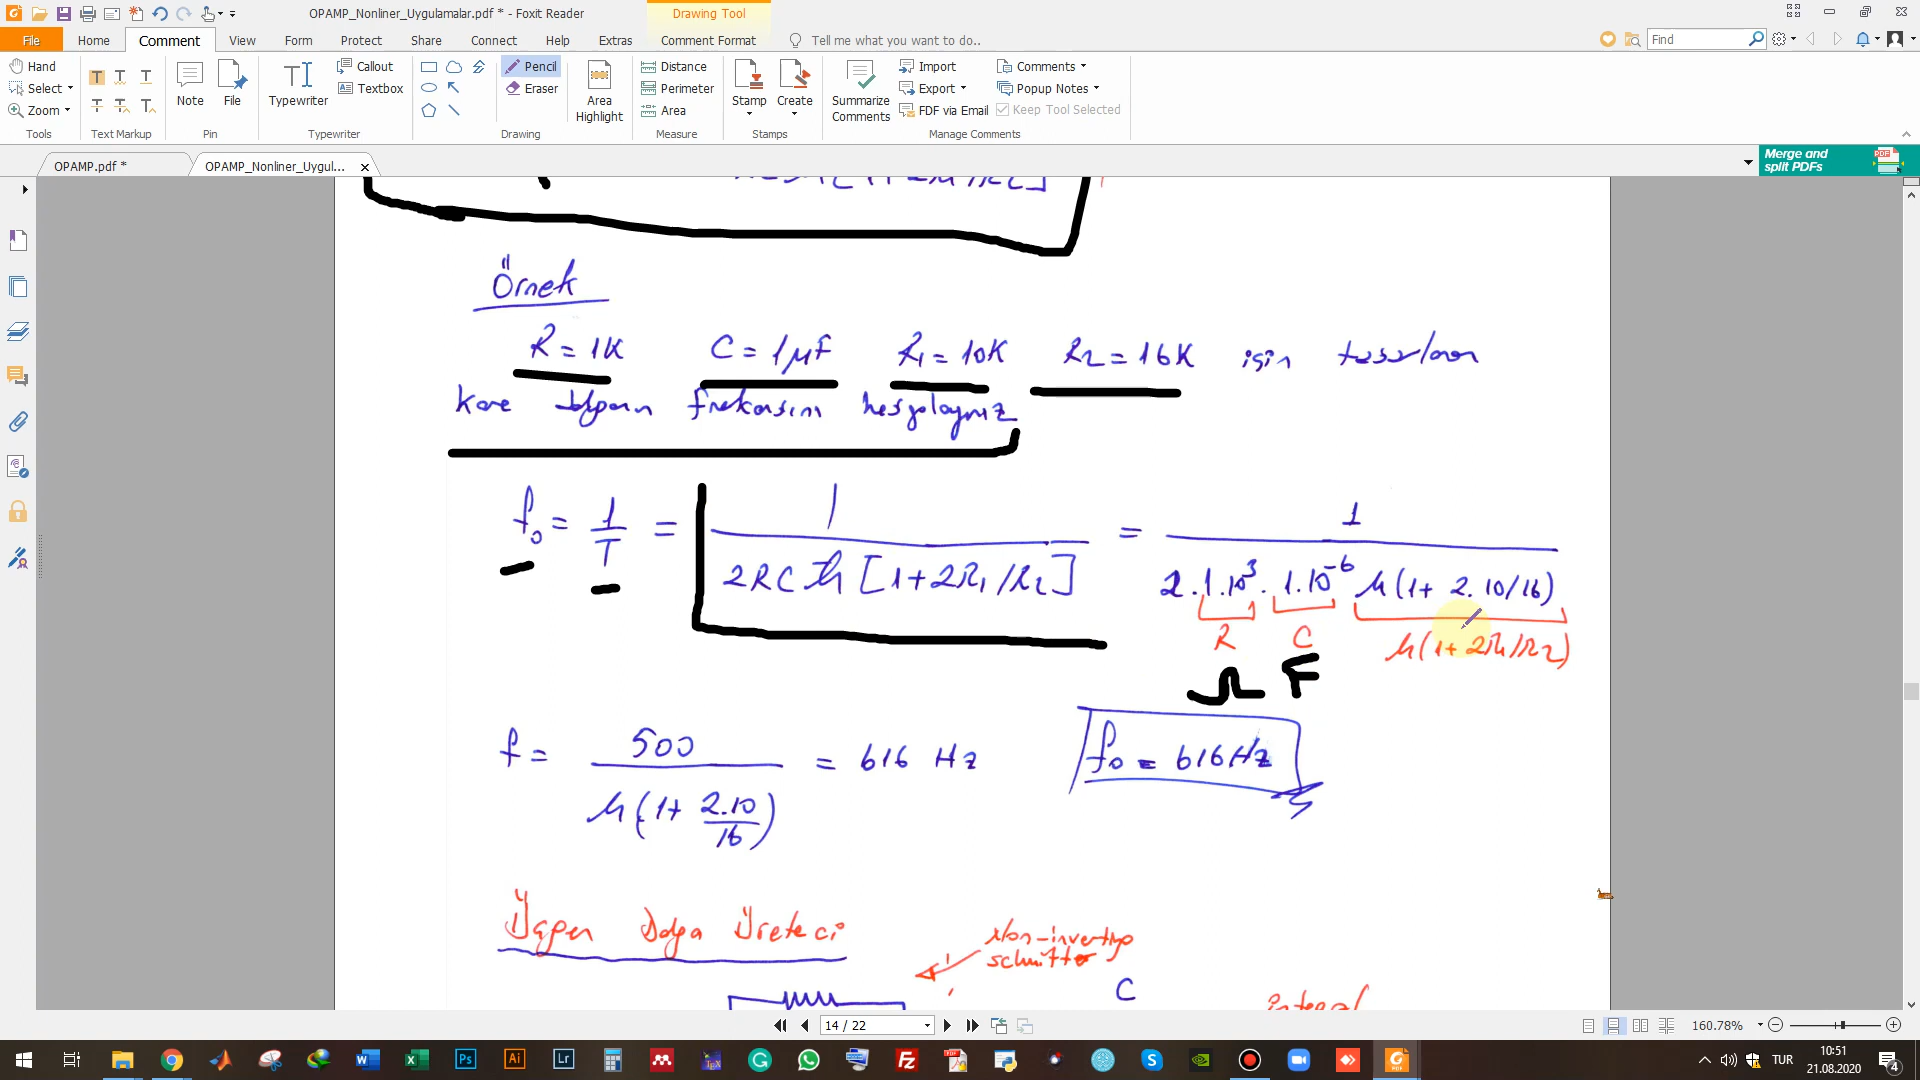 OPAMP_Nonliner_Uygulamalar.pdf * - Foxit Reader
Drawing Tool
File Home Comment View Form Protect Share Connect Help Extras Comment Format Tell me what you want to do.. Find
Hand
Select
Zoom
Tools
Text Markup
Note File
Pin
Typewriter
Callout
Textbox
Typewriter
Pencil
Eraser
Drawing
Area Highlight
Distance
Perimeter
Area
Measure
Stamp Create
Stamps
Summarize Comments
Import
Export
FDF via Email
Comments
Popup Notes
Keep Tool Selected
Manage Comments
OPAMP.pdf * OPAMP_Nonliner_Uygul...
Merge and split PDFs
Örnek
R = 1K C = 1µF R1 = 10K R2 = 16K için tasarlanan
kare dalganın frekansını hesaplayınız
f0 = 1/T = 1 / 2RC ln [1+2R1/R2] = 1 / 2.1.10³.1.10⁻⁶ ln(1+ 2.10/16)
R C ln(1+2R1/R2)
Ω F
f = 500 / ln(1+ 2.10/16) = 616 Hz f0 = 616Hz
Üçgen Dalga Üreteci
Non-inverting
schmitt
C
integral
14 / 22
160.78%
TUR
10:51
21.08.2020
4